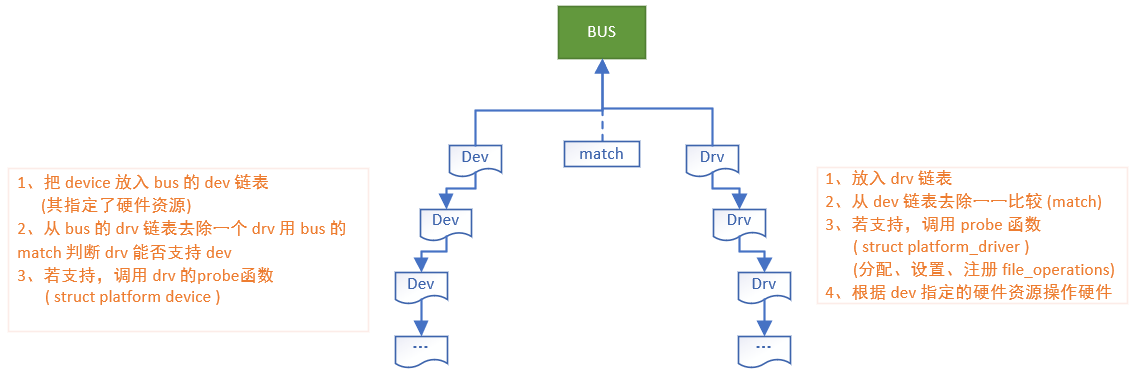 BUS
match
Dev
Dev
Dev
...
Drv
Drv
Drv
...
1、把 device 放入 bus 的 dev 链表
(其指定了硬件资源)
2、从 bus 的 drv 链表去除一个 drv 用 bus 的
match 判断 drv 能否支持 dev
3、若支持，调用 drv 的probe函数
( struct platform device )
1、放入 drv 链表
2、从 dev 链表去除一一比较 (match)
3、若支持，调用 probe 函数
( struct platform_driver )
(分配、设置、注册 file_operations)
4、根据 dev 指定的硬件资源操作硬件